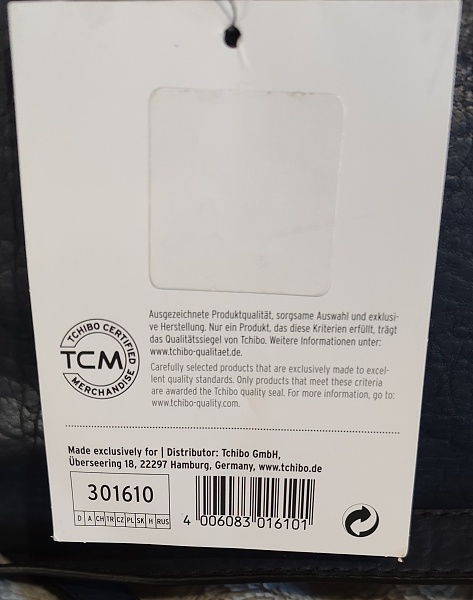 Ausgezeichnete Produktqualität, sorgsame Auswahl und exklusi-
ve Herstellung. Nur ein Produkt, das diese Kriterien erfüllt, trägt
das Qualitätssiegel von Tchibo. Weitere Informationen unter:
www.tchibo-qualitaet.de.
Carefully selected products that are exclusively made to excel-
lent quality standards. Only products that meet these criteria
are awarded the Tchibo quality seal. For more information, go to:
www.tchibo-quality.com.
TCHIBO CERTIFIED
TCM
MERCHANDISE
Made exclusively for | Distributor: Tchibo GmbH,
Überseering 18, 22297 Hamburg, Germany, www.tchibo.de
301610
D A CH TR CZ PL SK H RUS
4 006083 016101